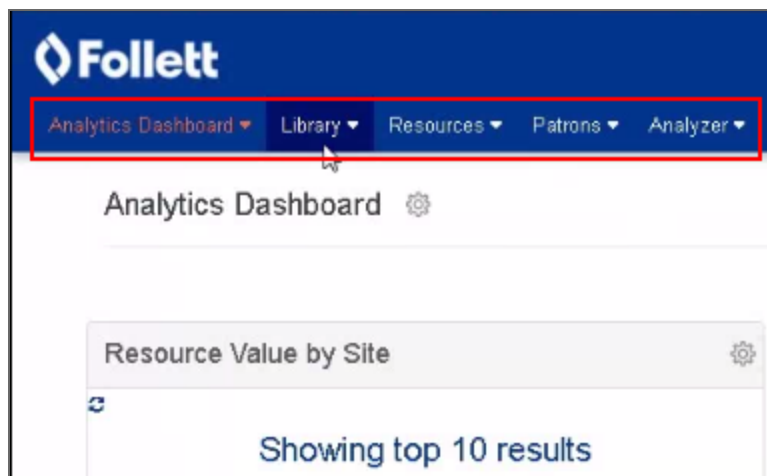 Follett
Analytics Dashboard Library Resources Patrons Analyzer
Analytics Dashboard
Resource Value by Site
Showing top 10 results